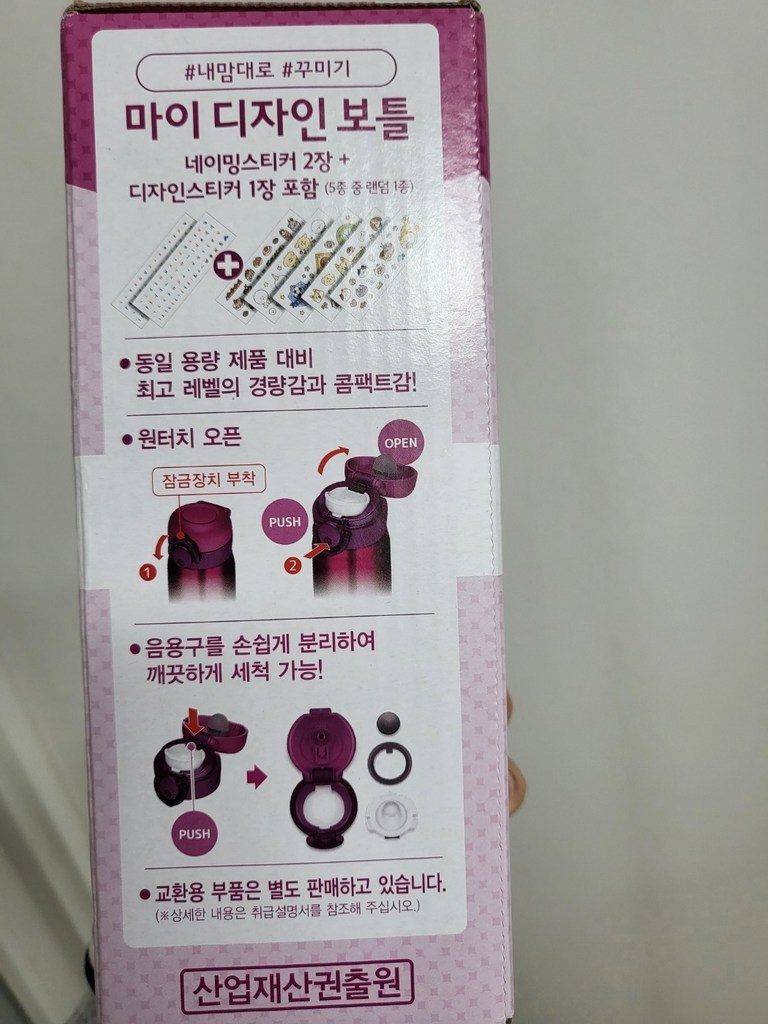 #내맘대로 #꾸미기
마이 디자인 보틀
네이밍스티커 2장 +
디자인스티커 1장 포함 (5종 중 랜덤 1종)
• 동일 용량 제품 대비
최고 레벨의 경량감과 콤팩트감!
• 원터치 오픈
OPEN
잠금장치 부착
PUSH
1
2
• 음용구를 손쉽게 분리하여
깨끗하게 세척 가능!
PUSH
• 교환용 부품은 별도 판매하고 있습니다.
(※상세한 내용은 취급설명서를 참조해 주십시오.)
산업재산권출원